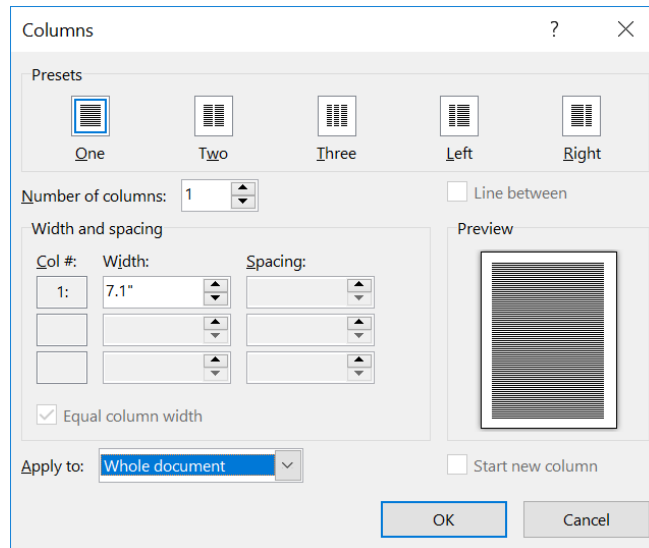 Columns
Presets
One Two Three Left Right
Number of columns: 1 Line between
Width and spacing Preview
Col #: Width: Spacing:
1: 7.1"
Equal column width
Apply to: Whole document Start new column
OK Cancel